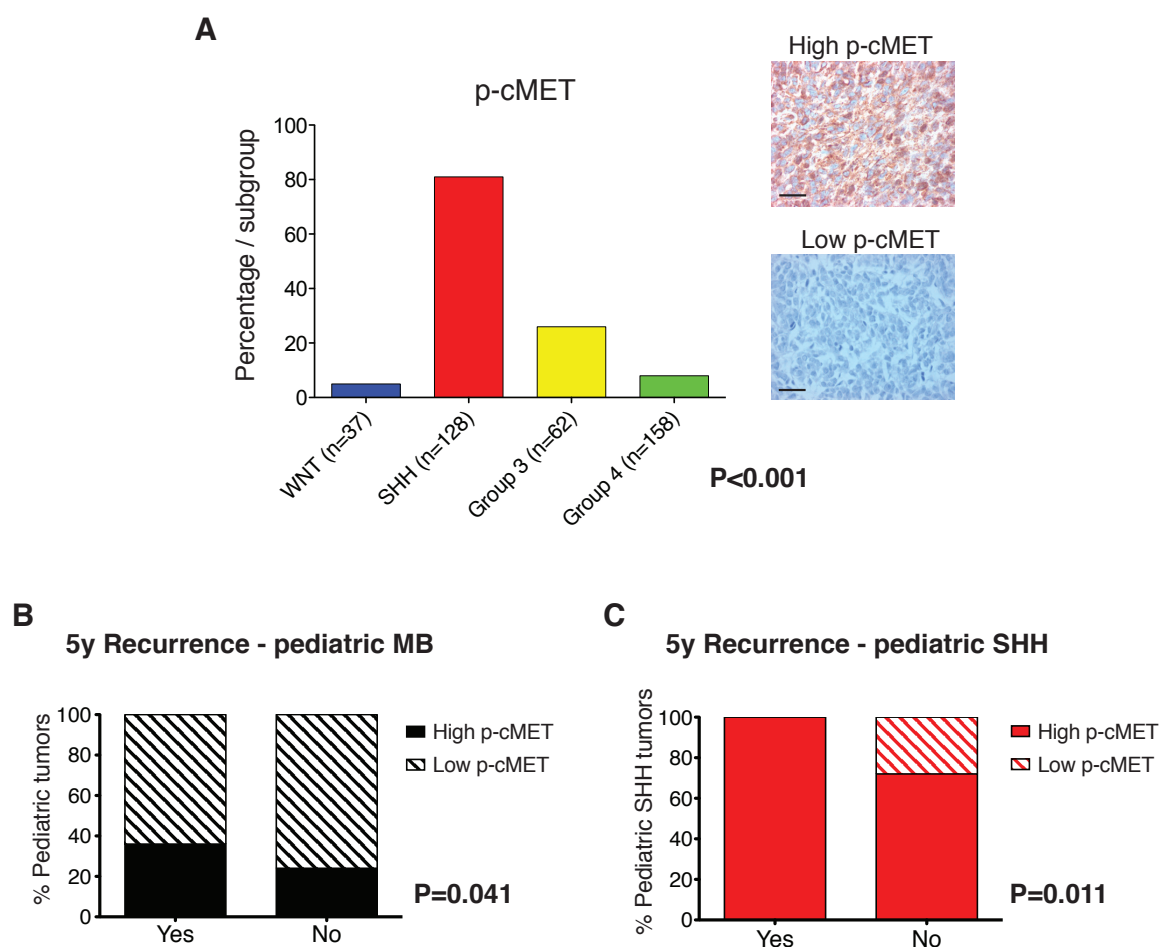 A
p-cMET
Percentage / subgroup
100
80
60
40
20
0
WNT (n=37)
SHH (n=128)
Group 3 (n=62)
Group 4 (n=158)
P<0.001
High p-cMET
Low p-cMET
B
5y Recurrence - pediatric MB
% Pediatric tumors
100
80
60
40
20
0
Yes
No
High p-cMET
Low p-cMET
P=0.041
C
5y Recurrence - pediatric SHH
% Pediatric SHH tumors
100
80
60
40
20
0
Yes
No
High p-cMET
Low p-cMET
P=0.011